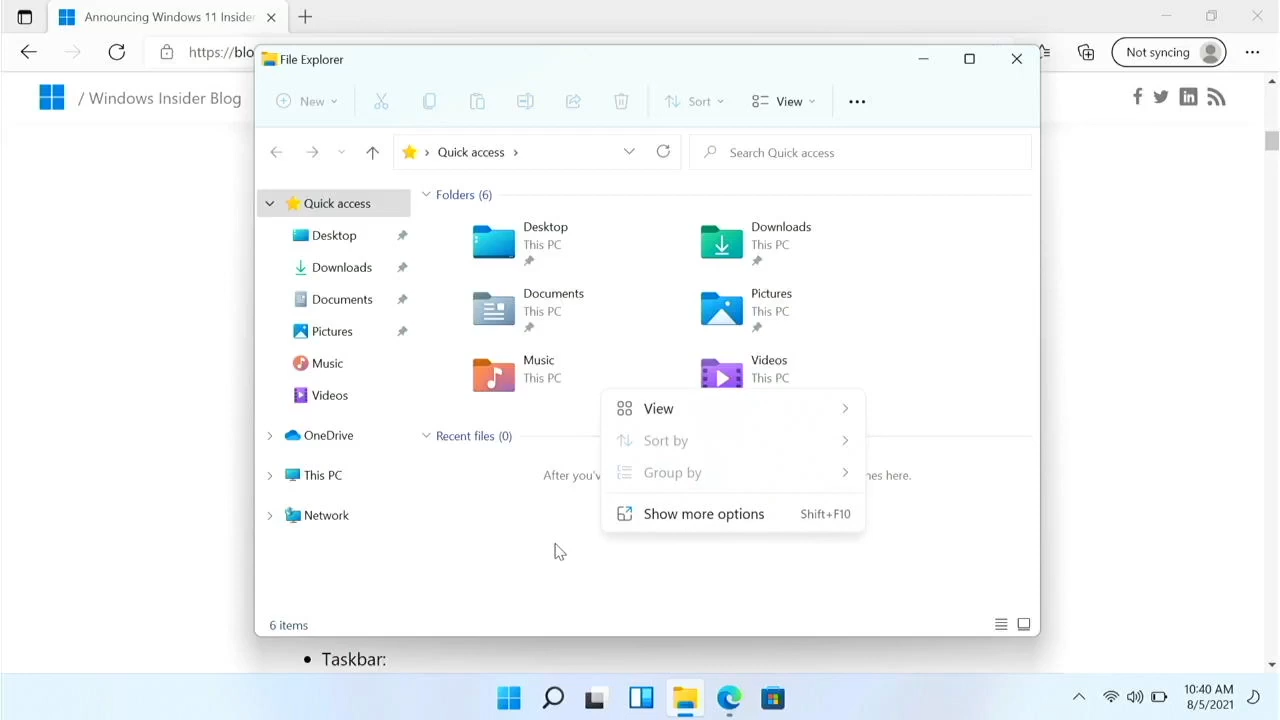 Announcing Windows 11 Insider
https://blo
Not syncing
/ Windows Insider Blog
File Explorer
New
Sort
View
Quick access
Search Quick access
Quick access
Desktop
Downloads
Documents
Pictures
Music
Videos
OneDrive
This PC
Network
Folders (6)
Desktop
This PC
Downloads
This PC
Documents
This PC
Pictures
This PC
Music
This PC
Videos
This PC
Recent files (0)
After you'v
es here.
View
Sort by
Group by
Show more options Shift+F10
6 items
• Taskbar:
10:40 AM
8/5/2021